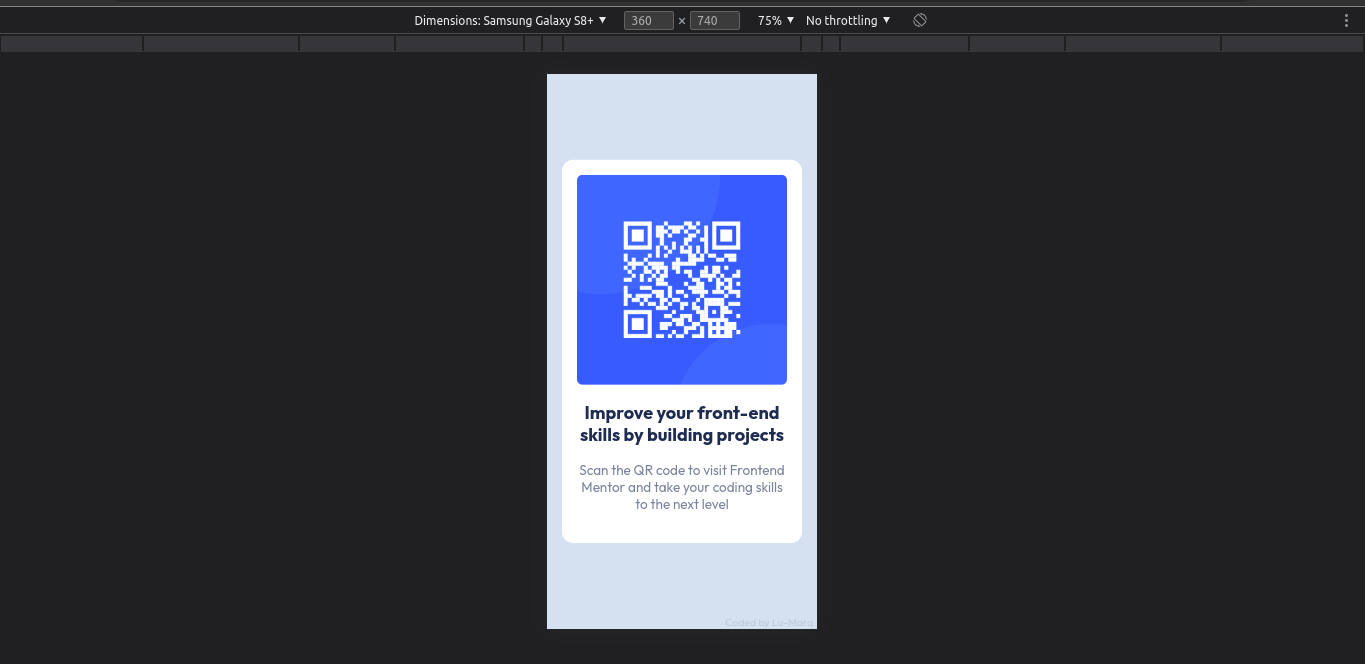 Dimensions: Samsung Galaxy S8+ ▼ 360 × 740 75% ▼ No throttling ▼
Improve your front-end
skills by building projects
Scan the QR code to visit Frontend
Mentor and take your coding skills
to the next level
Coded by Lu-Marq